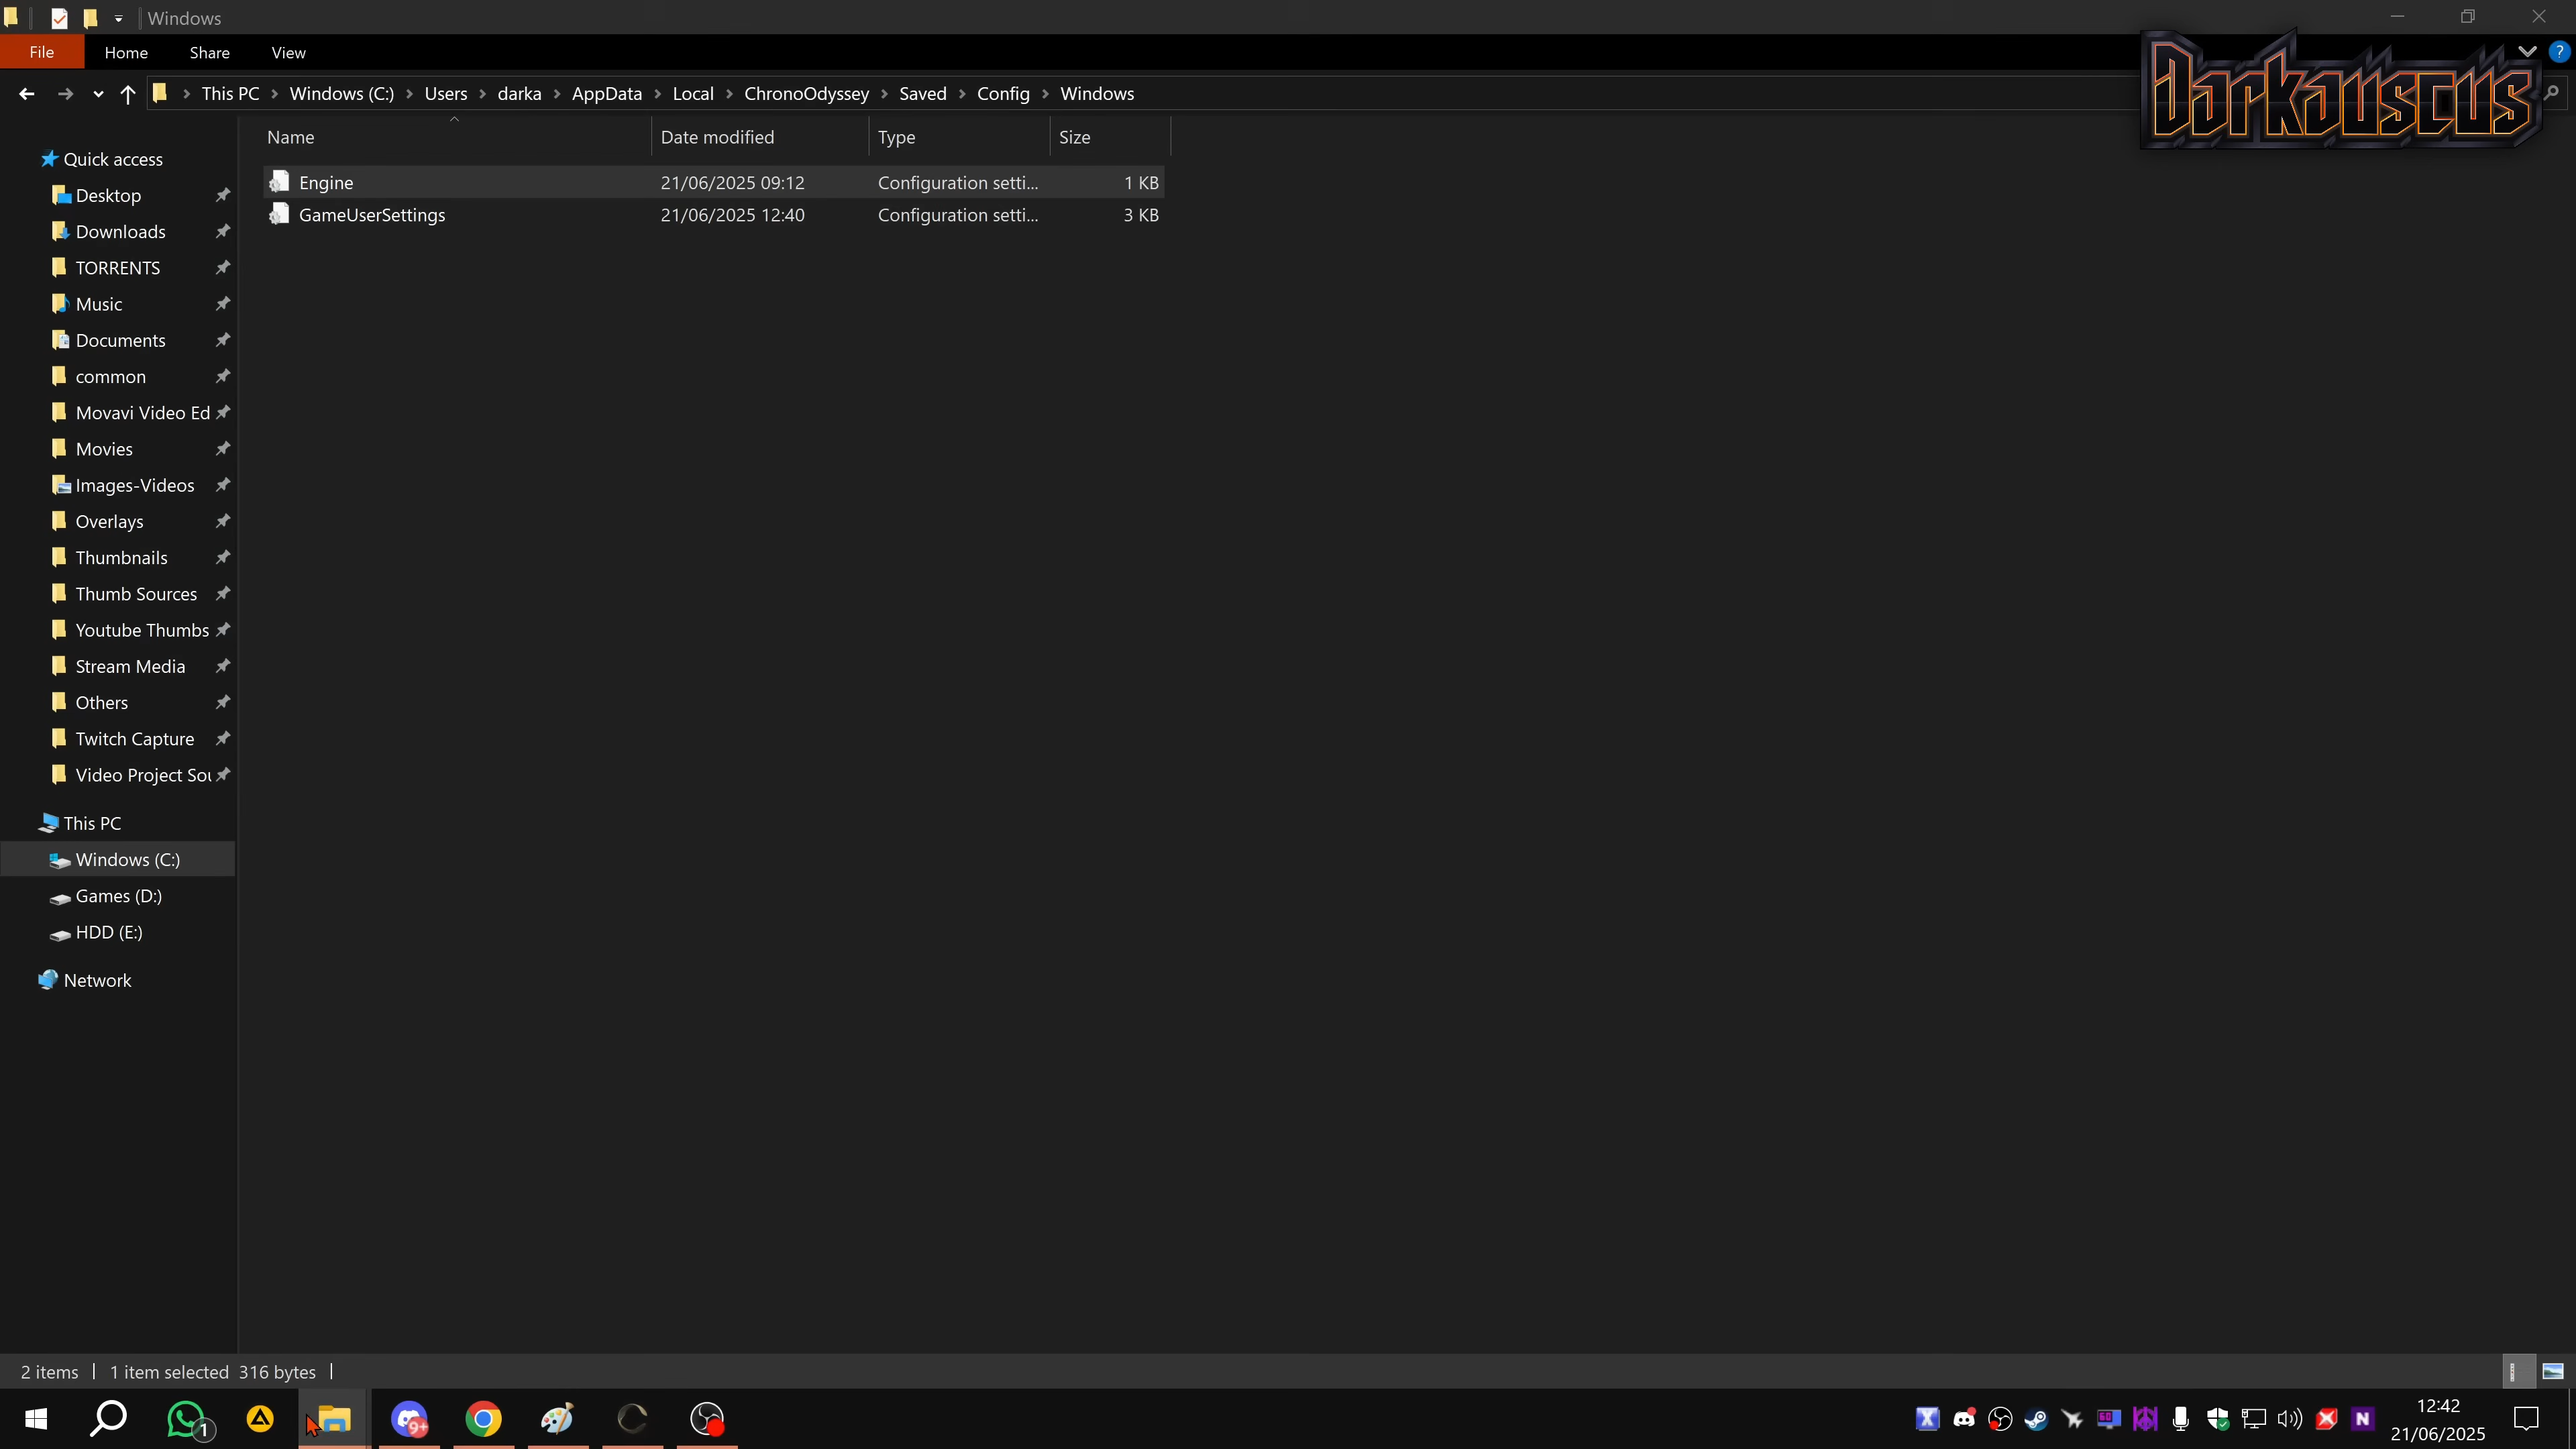 Windows
File Home Share View
This PC Windows (C:) Users darka AppData Local ChronoOdyssey Saved Config Windows
Darkauscus
Name Date modified Type Size
Engine 21/06/2025 09:12 Configuration setti... 1 KB
GameUserSettings 21/06/2025 12:40 Configuration setti... 3 KB
Quick access
Desktop
Downloads
TORRENTS
Music
Documents
common
Movavi Video Ed
Movies
Images-Videos
Overlays
Thumbnails
Thumb Sources
Youtube Thumbs
Stream Media
Others
Twitch Capture
Video Project Sou
This PC
Windows (C:)
Games (D:)
HDD (E:)
Network
2 items 1 item selected 316 bytes
1
9+
X
60
N
12:42
21/06/2025